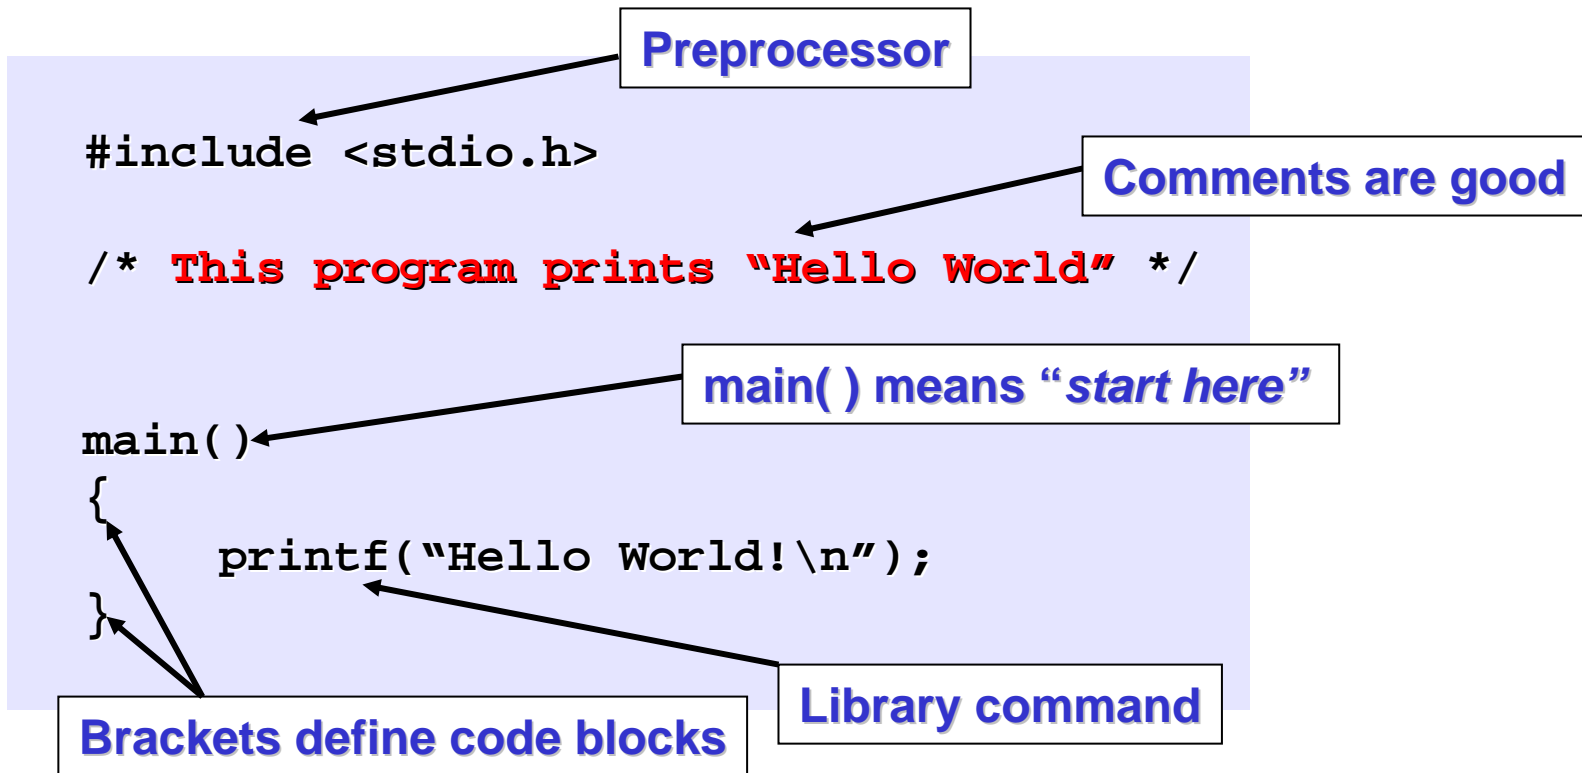 Preprocessor
#include <stdio.h>
Comments are good
/* This program prints “Hello World” */
main( ) means “start here”
main()
{
printf(“Hello World!\n”);
}
Library command
Brackets define code blocks